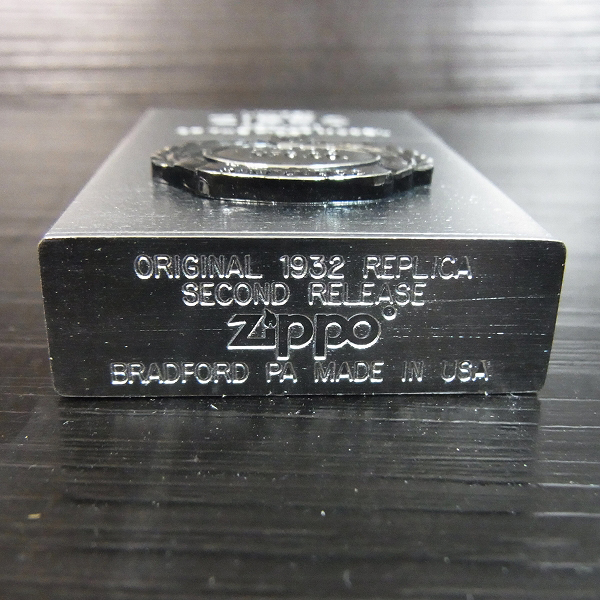 ORIGINAL 1932 REPLICA
SECOND RELEASE
Zippo®
BRADFORD PA MADE IN USA